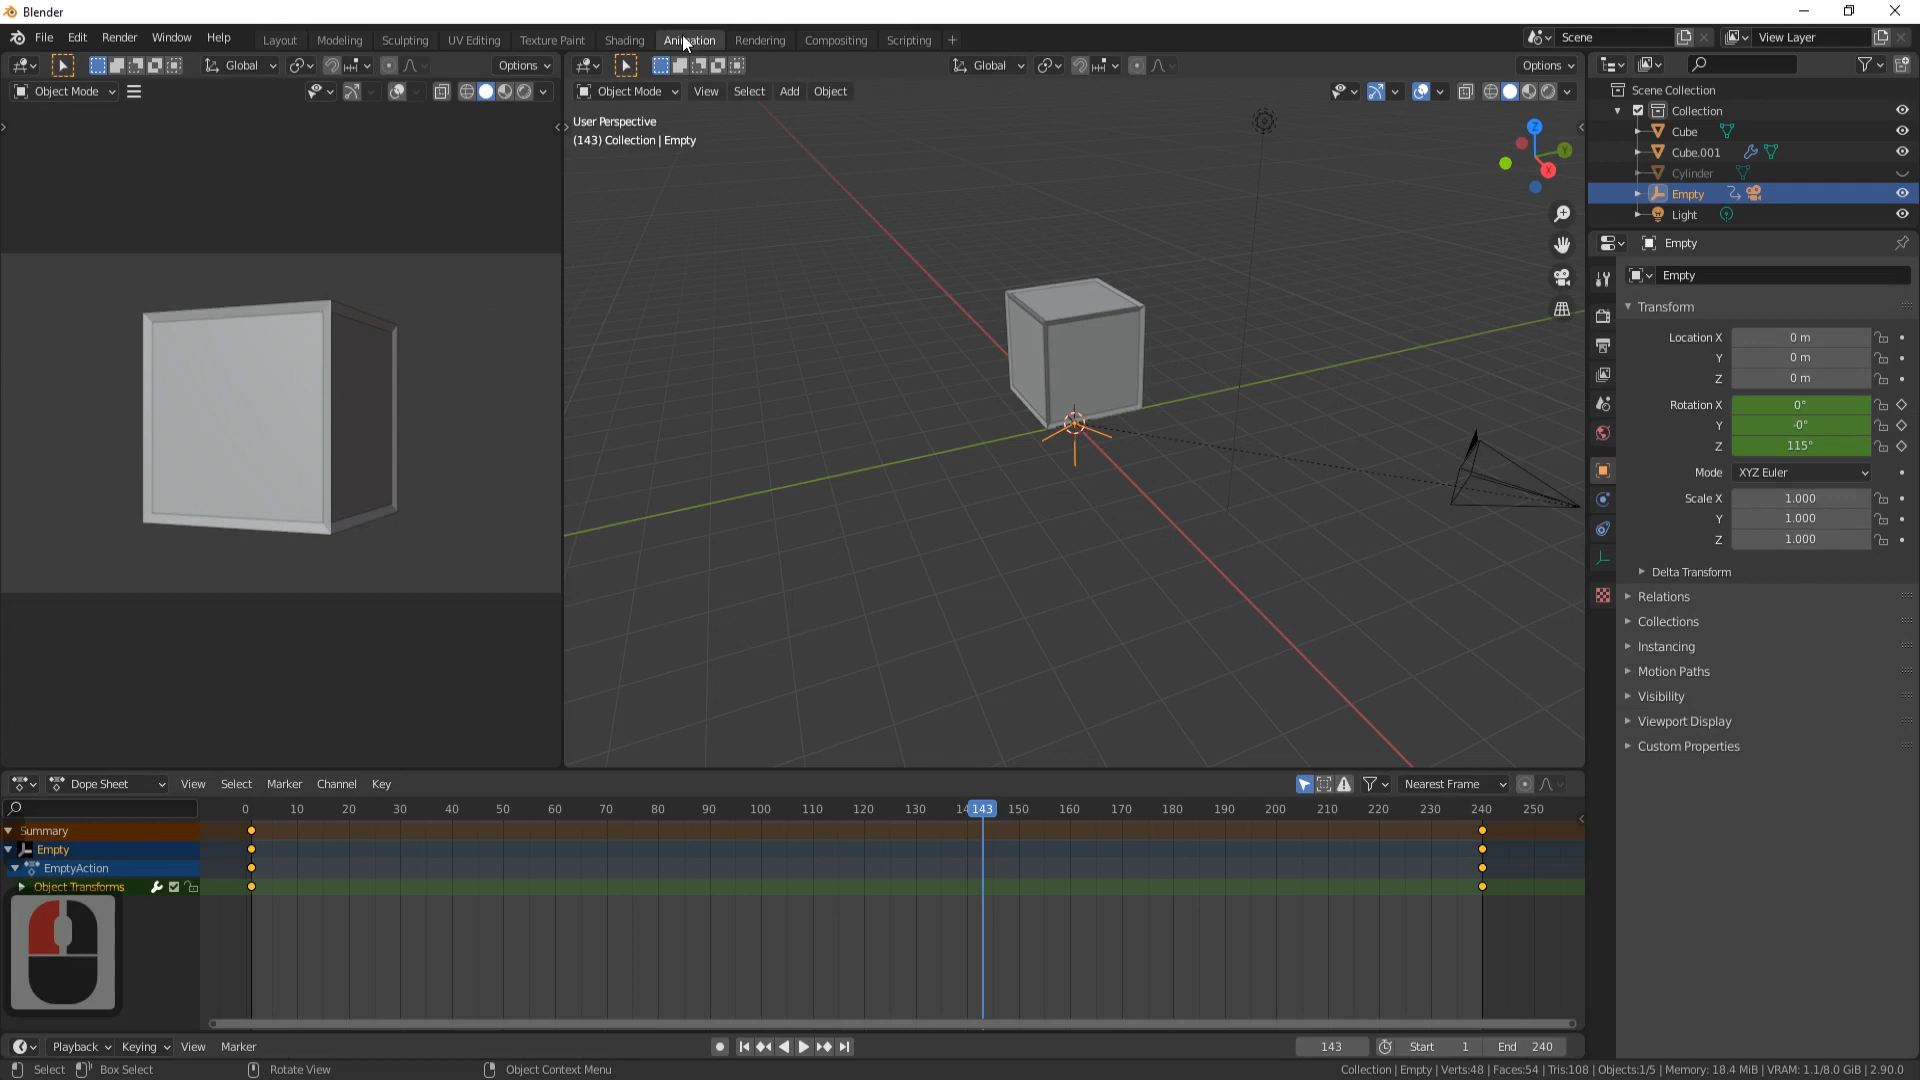 Blender
File Edit Render Window Help Layout Modeling Sculpting UV Editing Texture Paint Shading Animation Rendering Compositing Scripting + Scene View Layer
Global Options Global Options
Object Mode Object Mode View Select Add Object
Scene Collection
Collection
Cube
Cube.001
Cylinder
Empty
Light
User Perspective
(143) Collection | Empty
Z
Y
X
Empty
Empty
Transform
Location X 0 m
Y 0 m
Z 0 m
Rotation X 0°
Y -0°
Z 115°
Mode XYZ Euler
Scale X 1.000
Y 1.000
Z 1.000
Delta Transform
Relations
Collections
Instancing
Motion Paths
Visibility
Viewport Display
Custom Properties
Dope Sheet View Select Marker Channel Key Nearest Frame
0 10 20 30 40 50 60 70 80 90 100 110 120 130 14 143 150 160 170 180 190 200 210 220 230 240 250
Summary
Empty
EmptyAction
Object Transforms
Playback Keying View Marker 143 Start 1 End 240
Select Box Select Rotate View Object Context Menu Collection | Empty | Verts:48 | Faces:54 | Tris:108 | Objects:1/5 | Memory: 18.4 MiB | VRAM: 1.1/8.0 GiB | 2.90.0